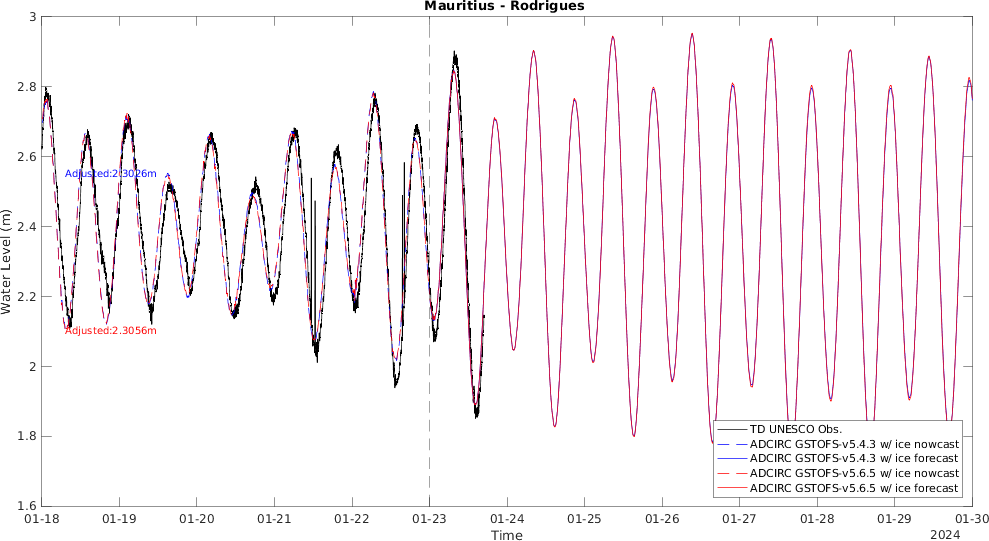 Mauritius - Rodrigues
3
2.8
2.6
2.4
2.2
2
1.8
1.6
Water Level (m)
Adjusted:2.3026m
Adjusted:2.3056m
TD UNESCO Obs.
ADCIRC GSTOFS-v5.4.3 w/ ice nowcast
ADCIRC GSTOFS-v5.4.3 w/ ice forecast
ADCIRC GSTOFS-v5.6.5 w/ ice nowcast
ADCIRC GSTOFS-v5.6.5 w/ ice forecast
01-18 01-19 01-20 01-21 01-22 01-23 01-24 01-25 01-26 01-27 01-28 01-29 01-30
Time
2024